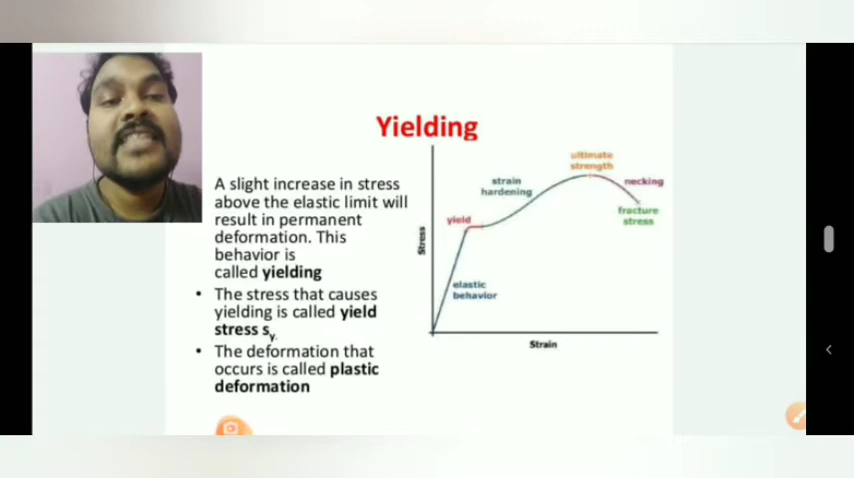 Yielding
A slight increase in stress
above the elastic limit will
result in permanent
deformation. This
behavior is
called yielding
• The stress that causes
yielding is called yield
stress sy.
• The deformation that
occurs is called plastic
deformation
ultimate
strength
strain
hardening
necking
fracture
stress
yield
Stress
elastic
behavior
Strain